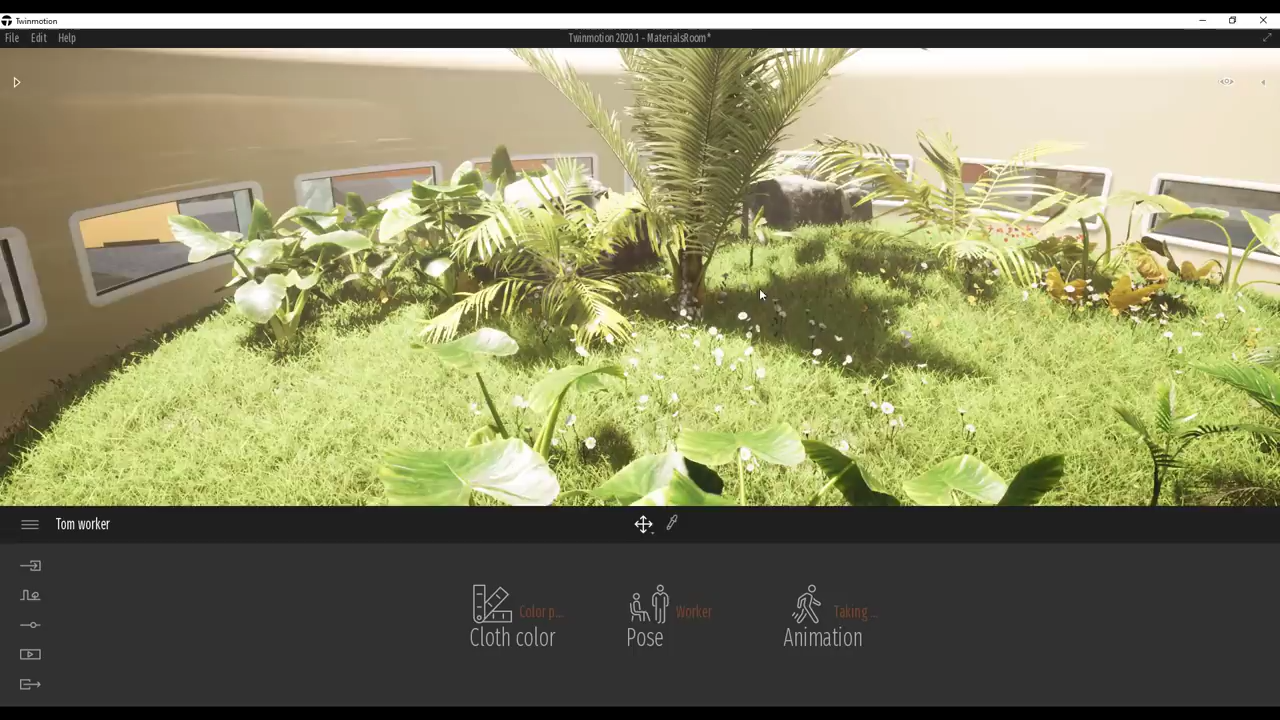 Twinmotion
File Edit Help
Twinmotion 2020.1 - MaterialsRoom*
Tom worker
Color p...
Cloth color
Worker
Pose
Taking ...
Animation